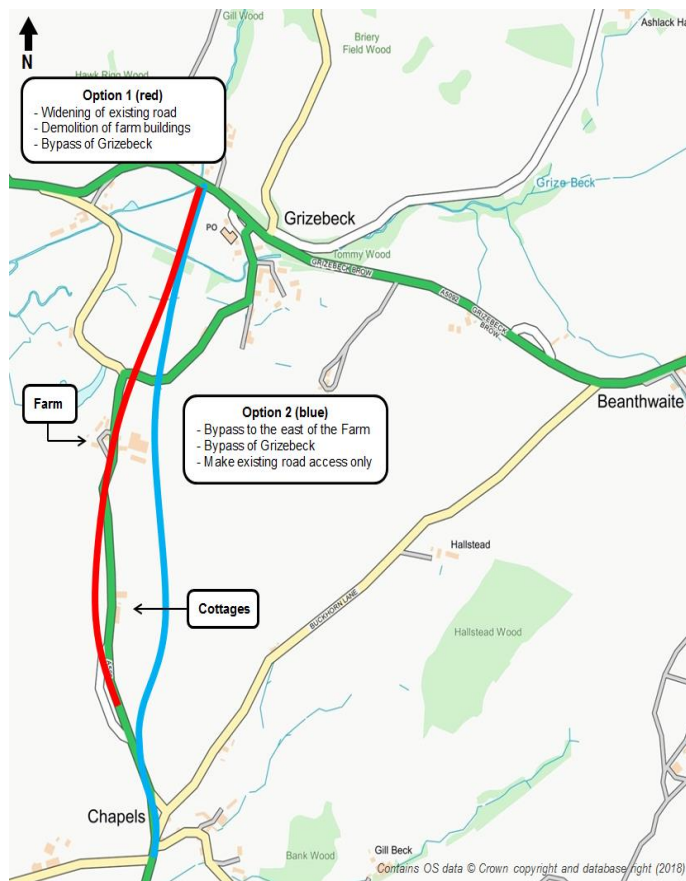 Gill Wood
Briery
Field Wood
Ashlack Ha
N
Hawk Rigg Wood
Option 1 (red)
- Widening of existing road
- Demolition of farm buildings
- Bypass of Grizebeck
Grize Beck
Grizebeck
PO
Tommy Wood
GRIZEBECK BROW
A5092
GRIZEBECK
BROW
Beanthwaite
Farm
Option 2 (blue)
- Bypass to the east of the Farm
- Bypass of Grizebeck
- Make existing road access only
Hallstead
BUCKHORN LANE
Cottages
Hallstead Wood
Chapels
Gill Beck
Bank Wood
Contains OS data © Crown copyright and database right (2018)